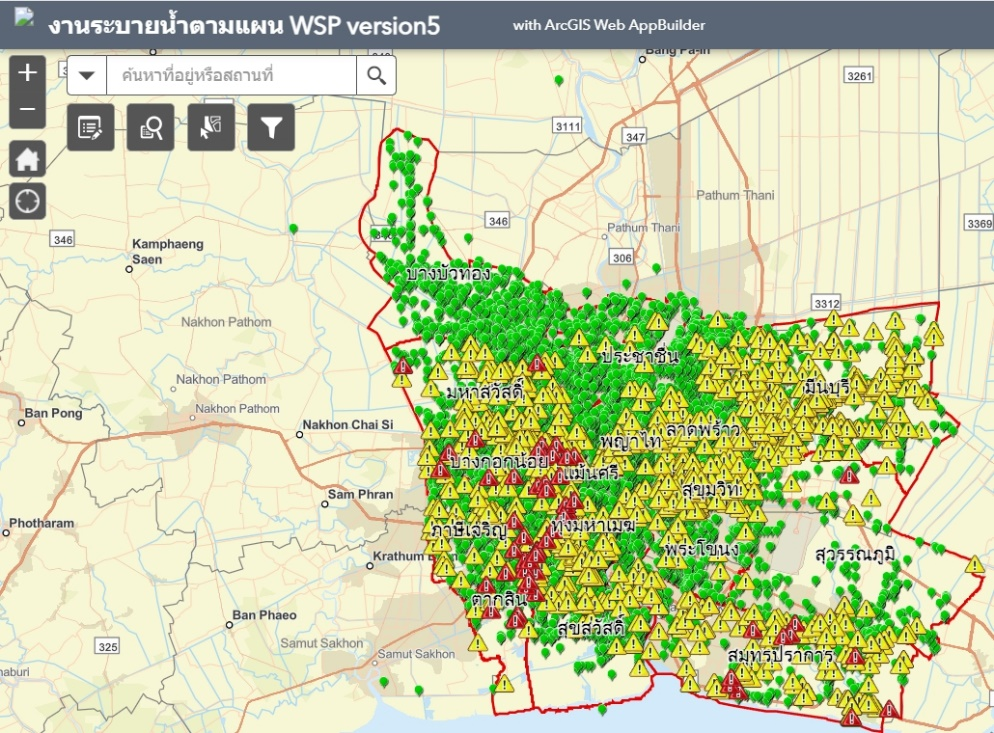 งานระบายน้ำตามแผน WSP version5
with ArcGIS Web AppBuilder
ค้นหาที่อยู่หรือสถานที่
Bang Pa-in
3261
3111
347
Pathum Thani
346
3369
Pathum Thani
346
Kamphaeng
Saen
306
บางบัวทอง
3312
Nakhon Pathom
ประชาชื่น
Nakhon Pathom
มหาสวัสดิ์
มีนบุรี
Ban Pong
Nakhon Pathom
Nakhon Chai Si
พญาไท
ลาดพร้าว
บางกอกน้อย
แม้นศรี
สุขุมวิท
Sam Phran
Photharam
ภาษีเจริญ
ทุ่งมหาเมฆ
พระโขนง
สุวรรณภูมิ
Krathum
ตากสิน
Ban Phaeo
สุขสวัสดิ์
325
Samut Sakhon
Samut Sakhon
สมุทรปราการ